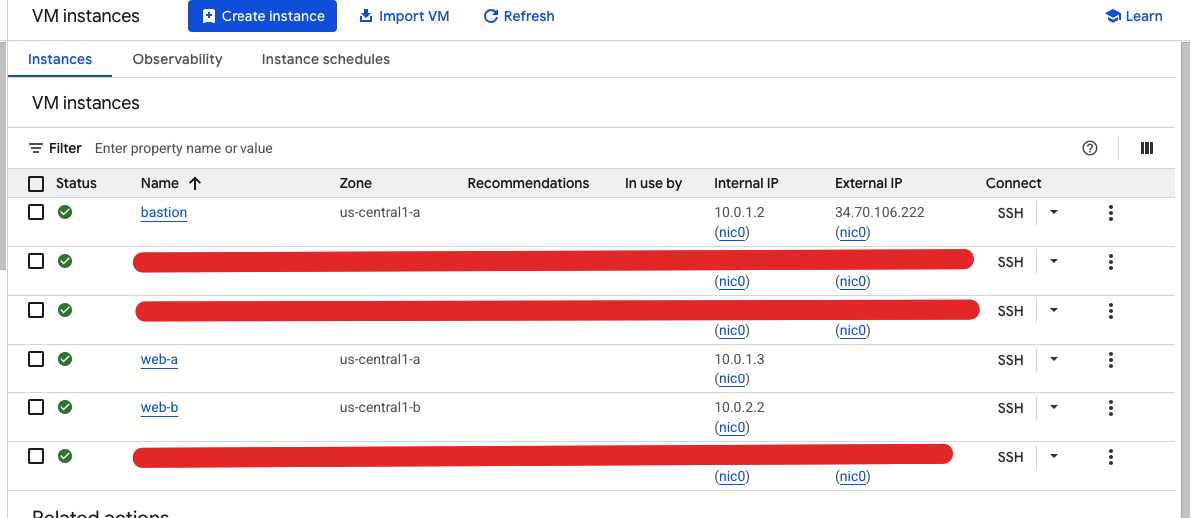 VM instances Create instance Import VM Refresh Learn
Instances Observability Instance schedules
VM instances
Filter Enter property name or value
Status Name Zone Recommendations In use by Internal IP External IP Connect
bastion us-central1-a 10.0.1.2 34.70.106.222 SSH
(nic0) (nic0)
SSH
(nic0) (nic0)
SSH
(nic0) (nic0)
web-a us-central1-a 10.0.1.3 SSH
(nic0)
web-b us-central1-b 10.0.2.2 SSH
(nic0)
SSH
(nic0) (nic0)
Related actions